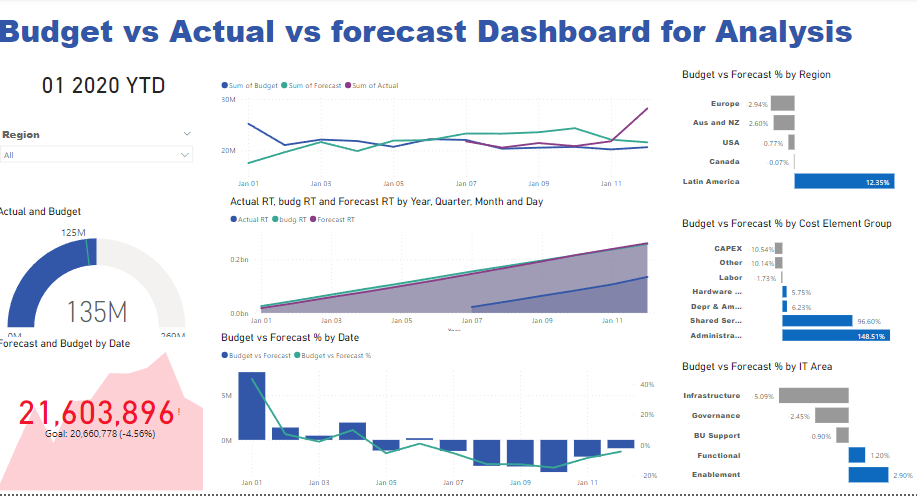 Budget vs Actual vs forecast Dashboard for Analysis
01 2020 YTD
Region
All
Actual and Budget
125M
135M
0M
260M
Forecast and Budget by Date
21,603,896!
Goal: 20,660,778 (-4.56%)
Sum of Budget Sum of Forecast Sum of Actual
30M
20M
Jan 01 Jan 03 Jan 05 Jan 07 Jan 09 Jan 11
Actual RT, budg RT and Forecast RT by Year, Quarter, Month and Day
Actual RT budg RT Forecast RT
0.2bn
0.0bn
Jan 01 Jan 03 Jan 05 Jan 07 Jan 09 Jan 11
Year
Budget vs Forecast % by Date
Budget vs Forecast Budget vs Forecast %
5M
0M
40%
20%
0%
20%
Jan 01 Jan 03 Jan 05 Jan 07 Jan 09 Jan 11
Budget vs Forecast % by Region
Europe 2.94%
Aus and NZ 2.60%
USA -0.77%
Canada 0.07%
Latin America 12.35%
Budget vs Forecast % by Cost Element Group
CAPEX -10.54%
Other -10.14%
Labor -1.73%
Hardware ... 5.75%
Depr & Am... 6.23%
Shared Ser... 96.60%
Administra... 148.51%
Budget vs Forecast % by IT Area
Infrastructure -5.09%
Governance -2.45%
BU Support 0.90%
Functional 1.20%
Enablement 2.90%